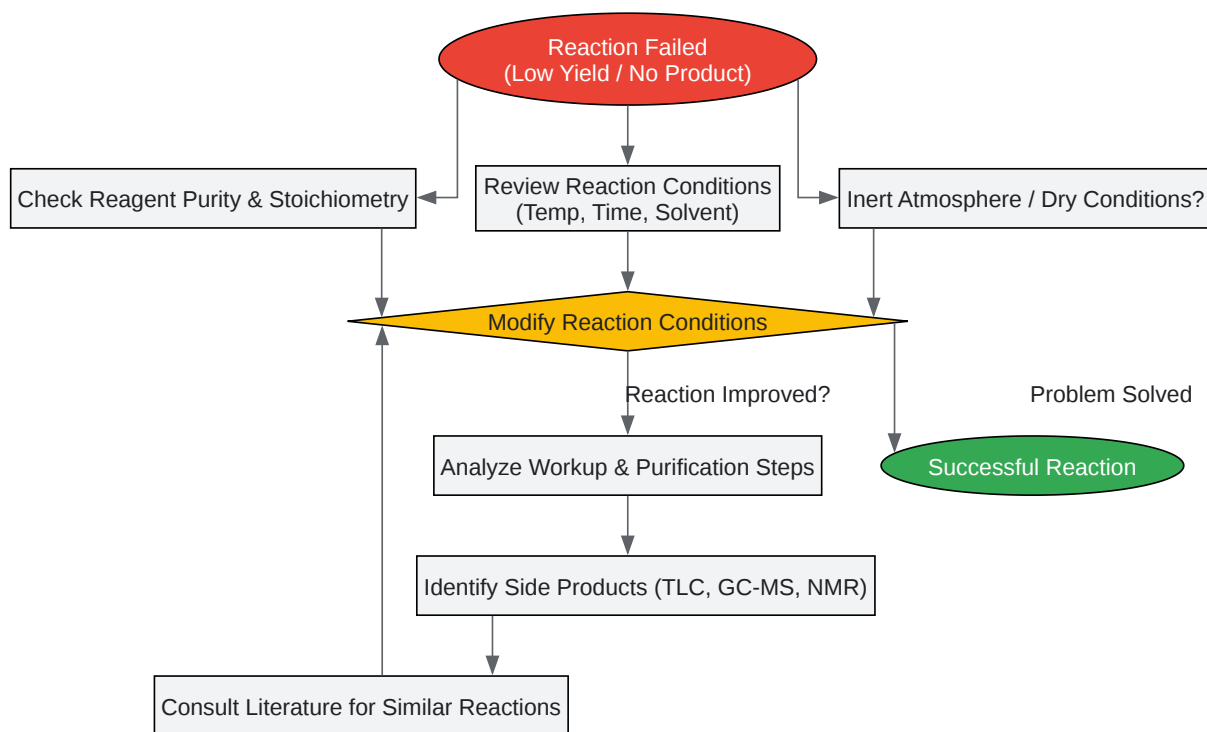 Reaction Failed
(Low Yield / No Product)
Check Reagent Purity & Stoichiometry
Review Reaction Conditions
(Temp, Time, Solvent)
Inert Atmosphere / Dry Conditions?
Modify Reaction Conditions
Reaction Improved?
Problem Solved
Analyze Workup & Purification Steps
Successful Reaction
Identify Side Products (TLC, GC-MS, NMR)
Consult Literature for Similar Reactions